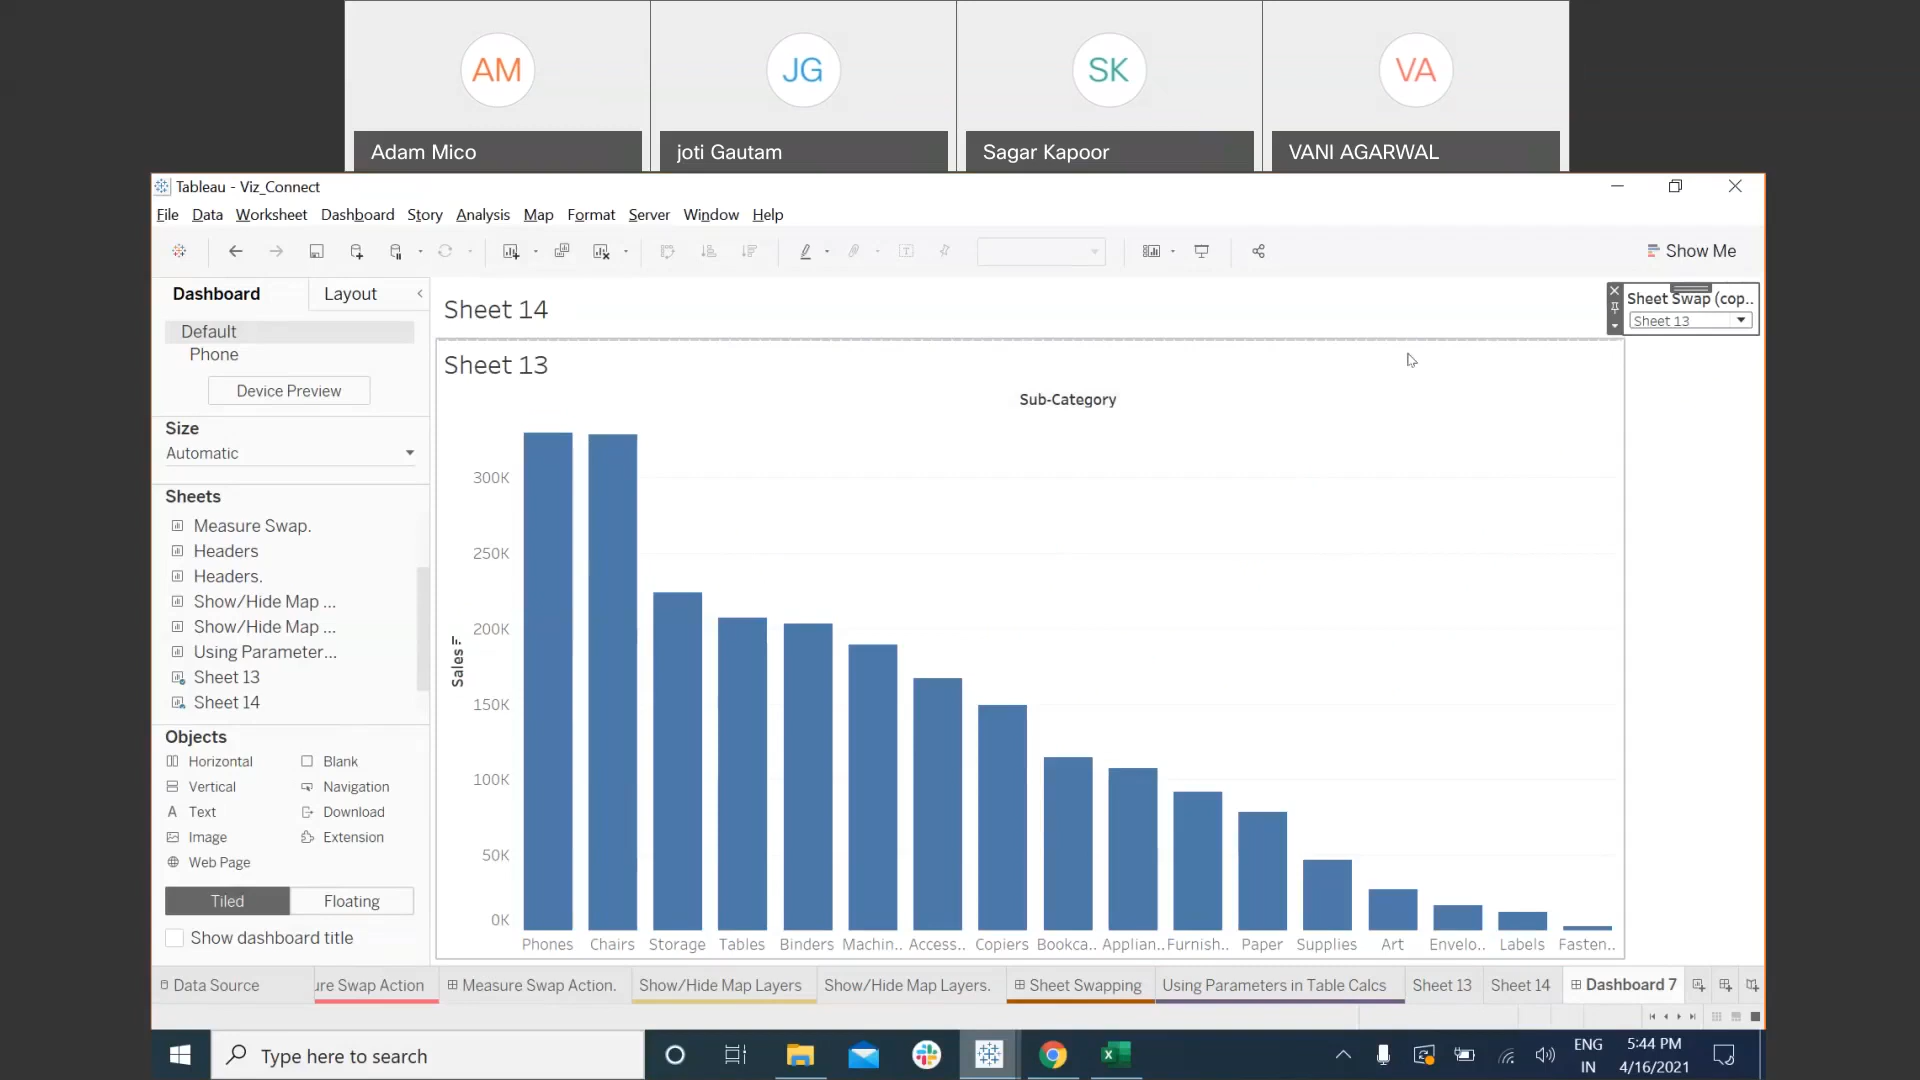 AM
JG
SK
VA
Adam Mico
joti Gautam
Sagar Kapoor
VANI AGARWAL
Tableau - Viz_Connect
File Data Worksheet Dashboard Story Analysis Map Format Server Window Help
Show Me
Dashboard Layout
Default
Phone
Device Preview
Size
Automatic
Sheets
Measure Swap.
Headers
Headers.
Show/Hide Map ...
Show/Hide Map ...
Using Parameter...
Sheet 13
Sheet 14
Objects
Horizontal Blank
Vertical Navigation
A Text Download
Image Extension
Web Page
Tiled Floating
Show dashboard title
Sheet 14
Sheet Swap (cop..
Sheet 13
Sheet 13
Sub-Category
Sales
300K
250K
200K
150K
100K
50K
0K
Phones Chairs Storage Tables Binders Machin.. Access.. Copiers Bookca.. Applian.. Furnish.. Paper Supplies Art Envelo.. Labels Fasten..
Data Source ure Swap Action Measure Swap Action. Show/Hide Map Layers Show/Hide Map Layers. Sheet Swapping Using Parameters in Table Calcs Sheet 13 Sheet 14 Dashboard 7
Type here to search
ENG
IN
5:44 PM
4/16/2021